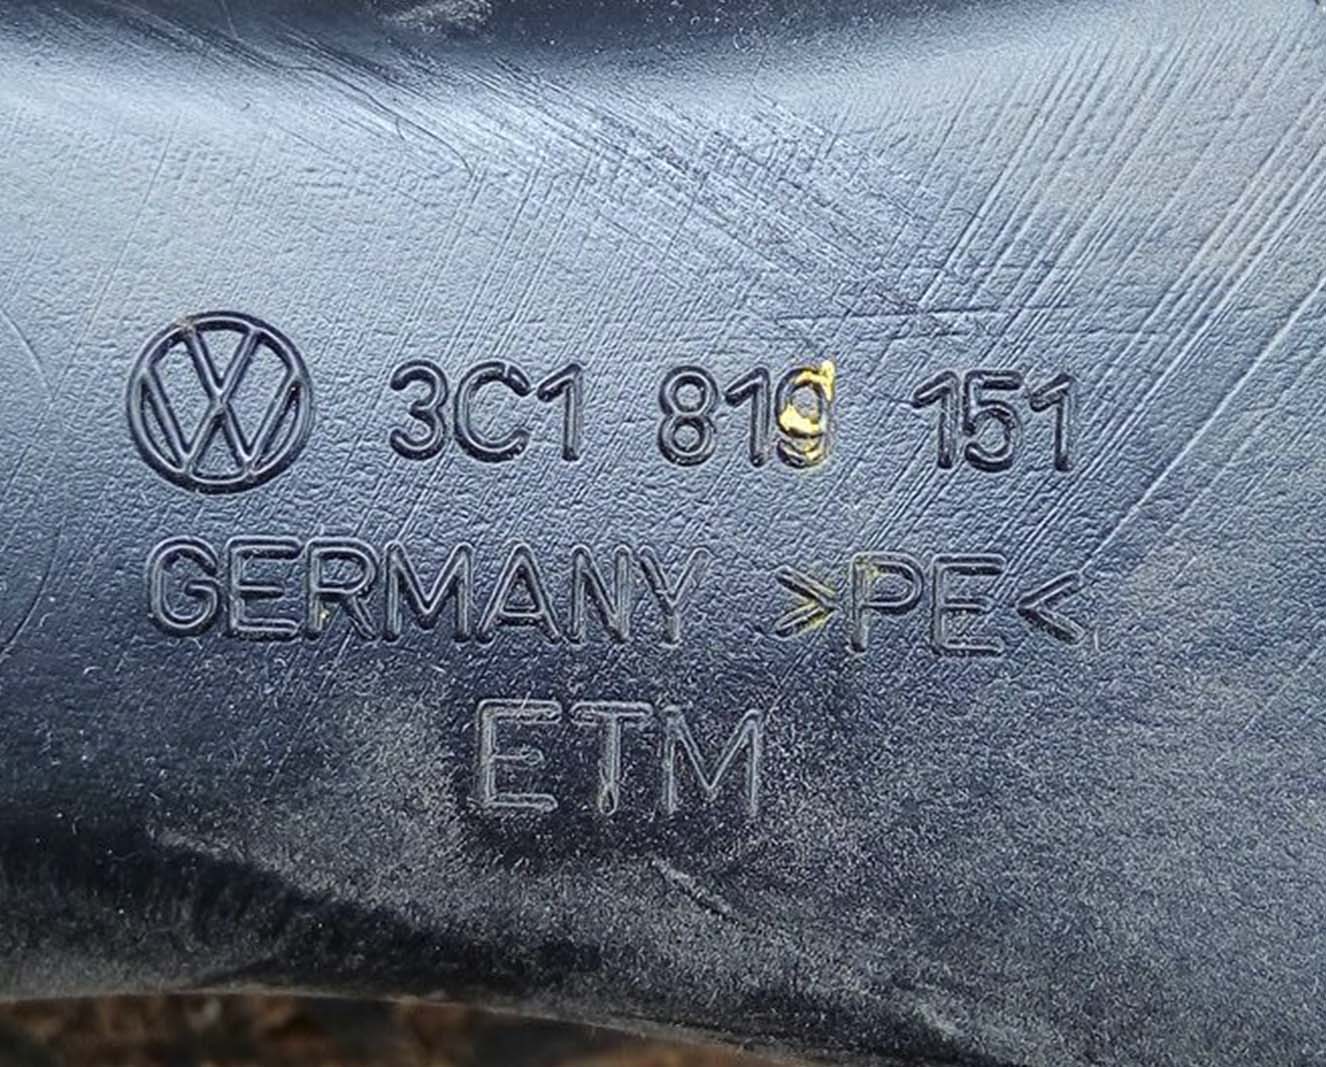 3C1 819 151
GERMANY >PE<
ETM